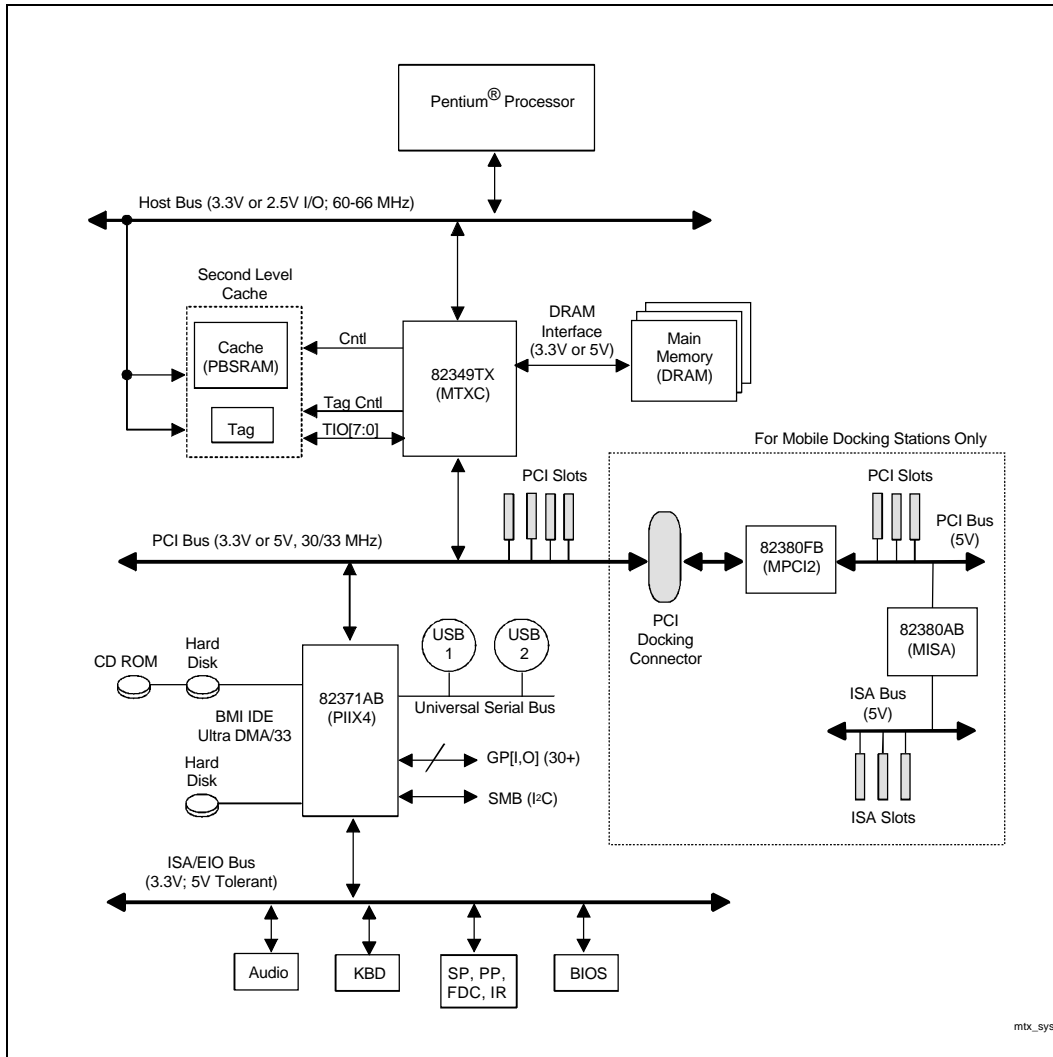 Pentium® Processor
Host Bus (3.3V or 2.5V I/O; 60-66 MHz)
Second Level
Cache
Cache
(PBSRAM)
Tag
Cntl
Tag Cntl
TIO[7:0]
82349TX
(MTXC)
DRAM
Interface
(3.3V or 5V)
Main
Memory
(DRAM)
For Mobile Docking Stations Only
PCI Slots
PCI Slots
PCI Bus
(5V)
PCI Bus (3.3V or 5V, 30/33 MHz)
82380FB
(MPCI2)
PCI
Docking
Connector
82380AB
(MISA)
ISA Bus
(5V)
ISA Slots
CD ROM
Hard
Disk
USB
1
USB
2
82371AB
(PIIX4)
Universal Serial Bus
BMI IDE
Ultra DMA/33
Hard
Disk
GP[I,O] (30+)
SMB (I²C)
ISA/EIO Bus
(3.3V; 5V Tolerant)
Audio
KBD
SP, PP,
FDC, IR
BIOS
mtx_sys